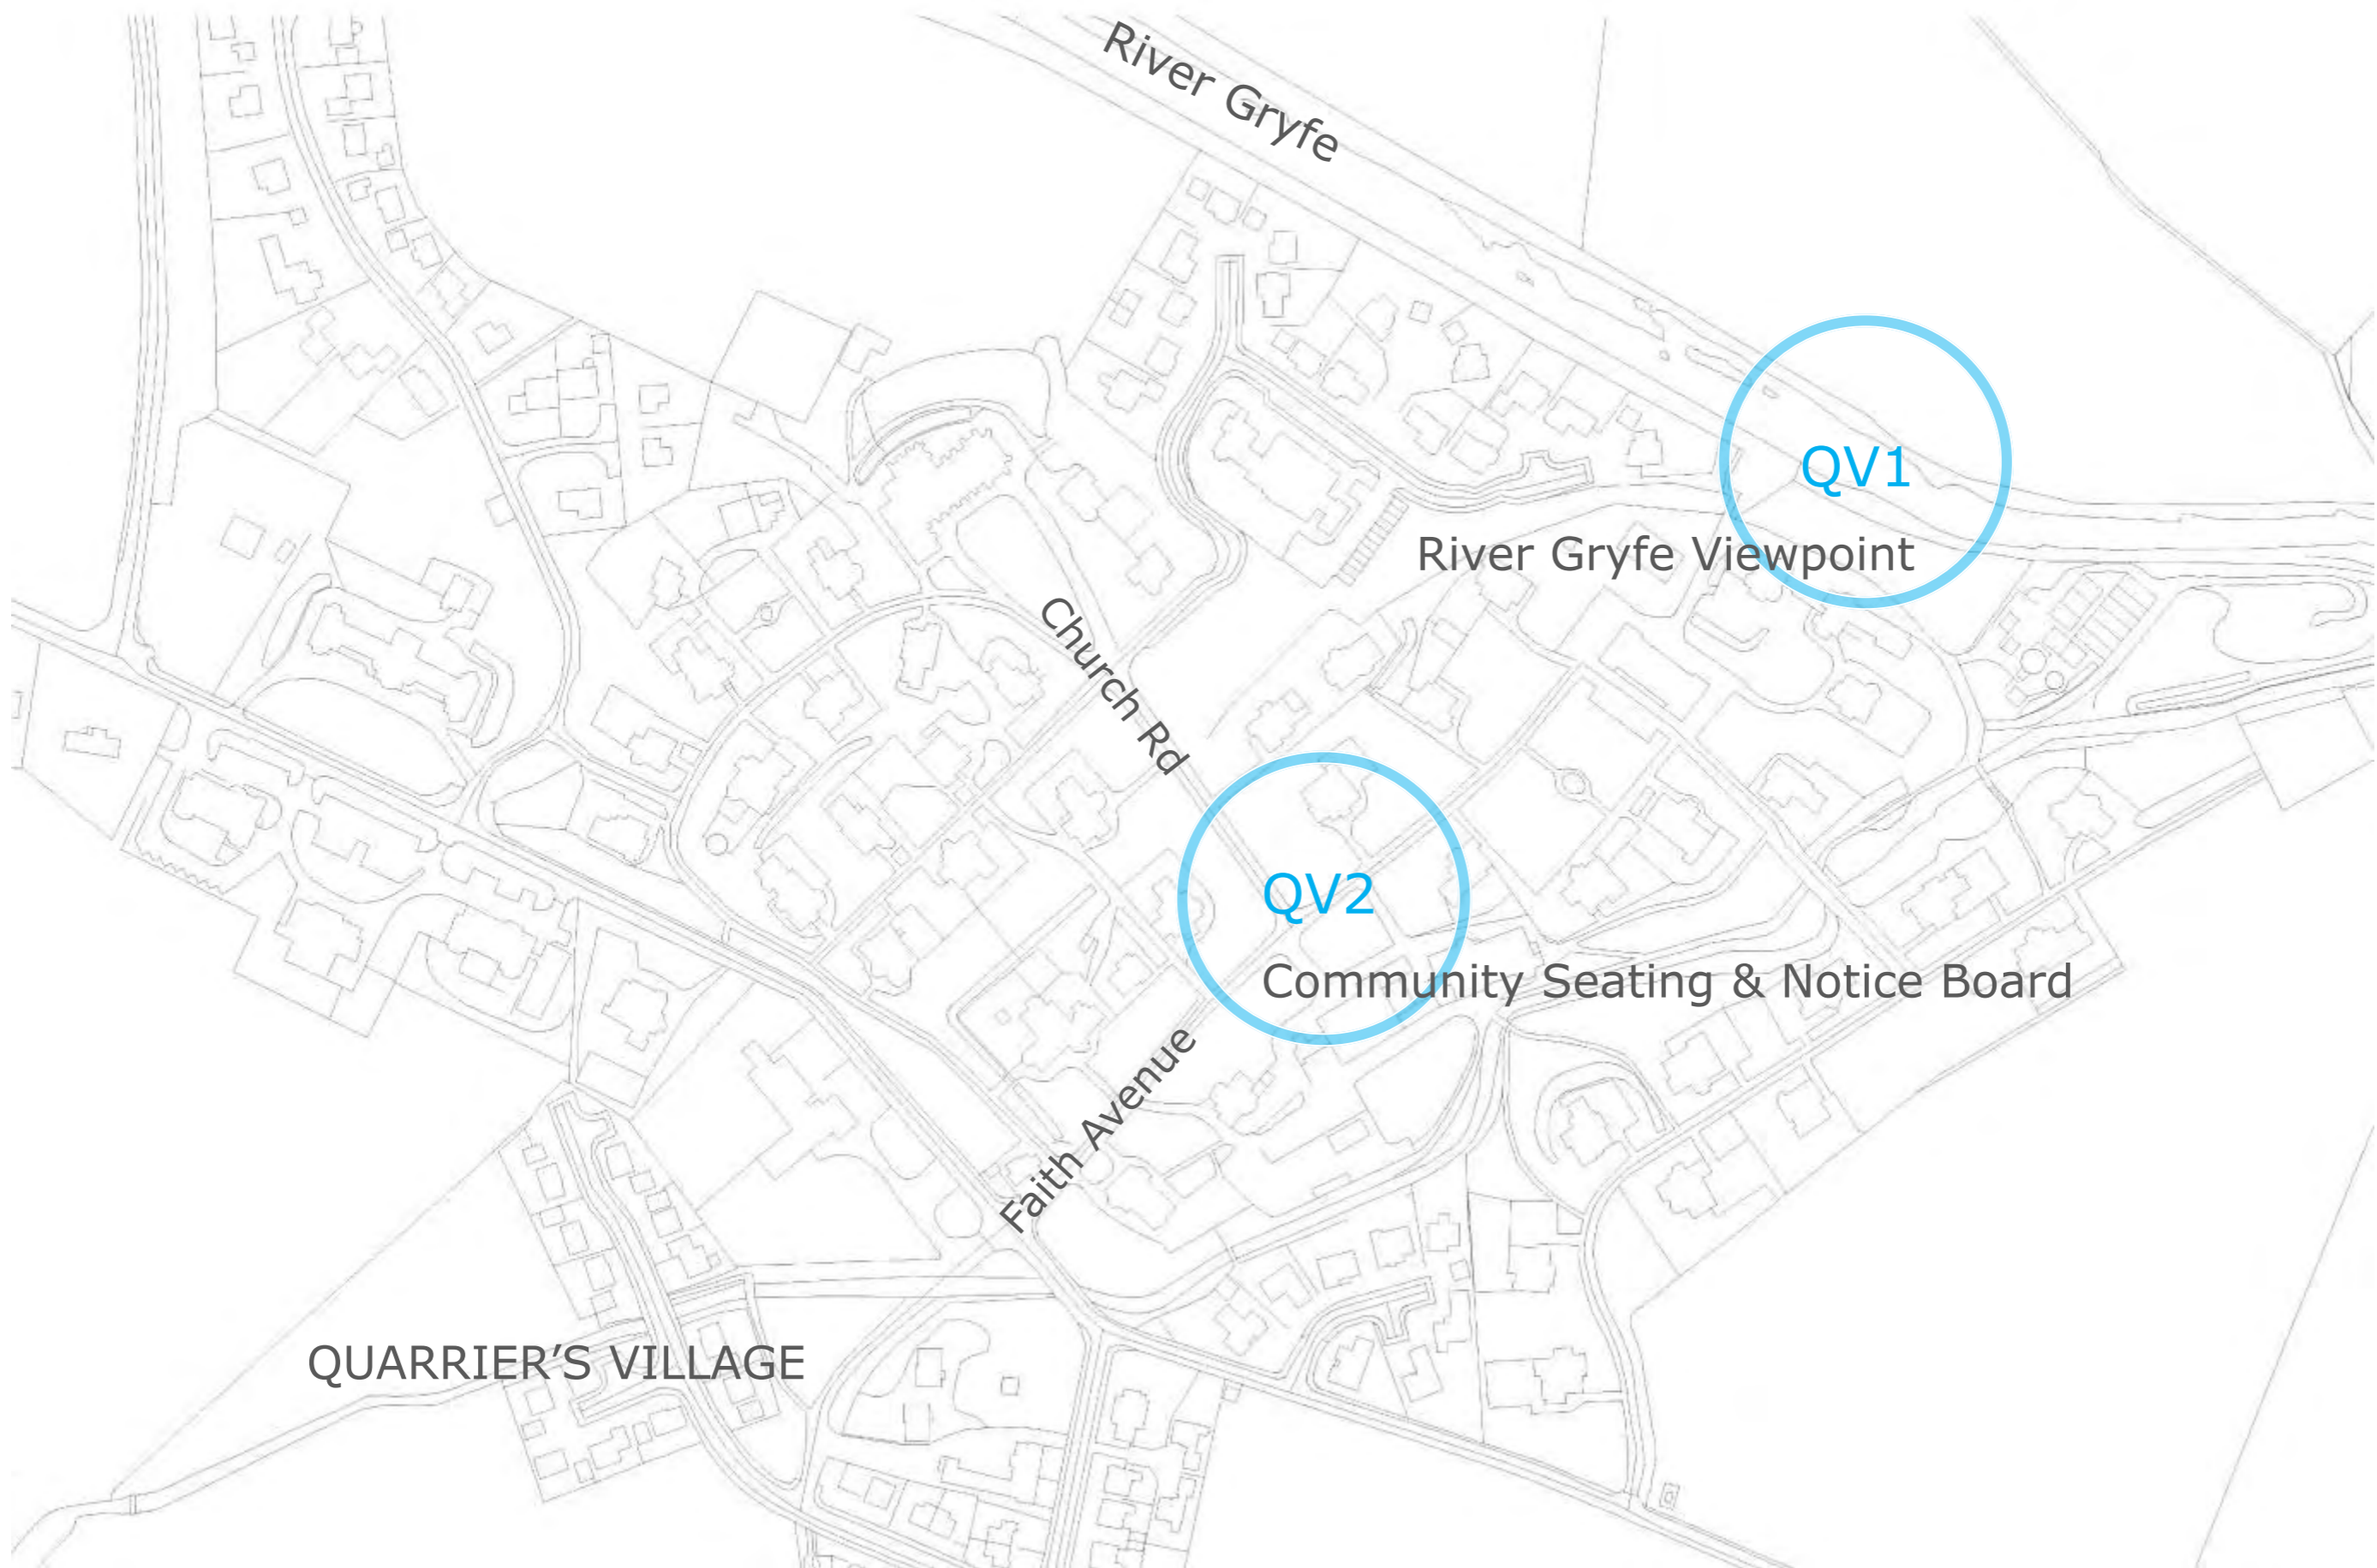 River Gryfe
QV1
River Gryfe Viewpoint
Church Rd
QV2
Community Seating & Notice Board
Faith Avenue
QUARRIER'S VILLAGE